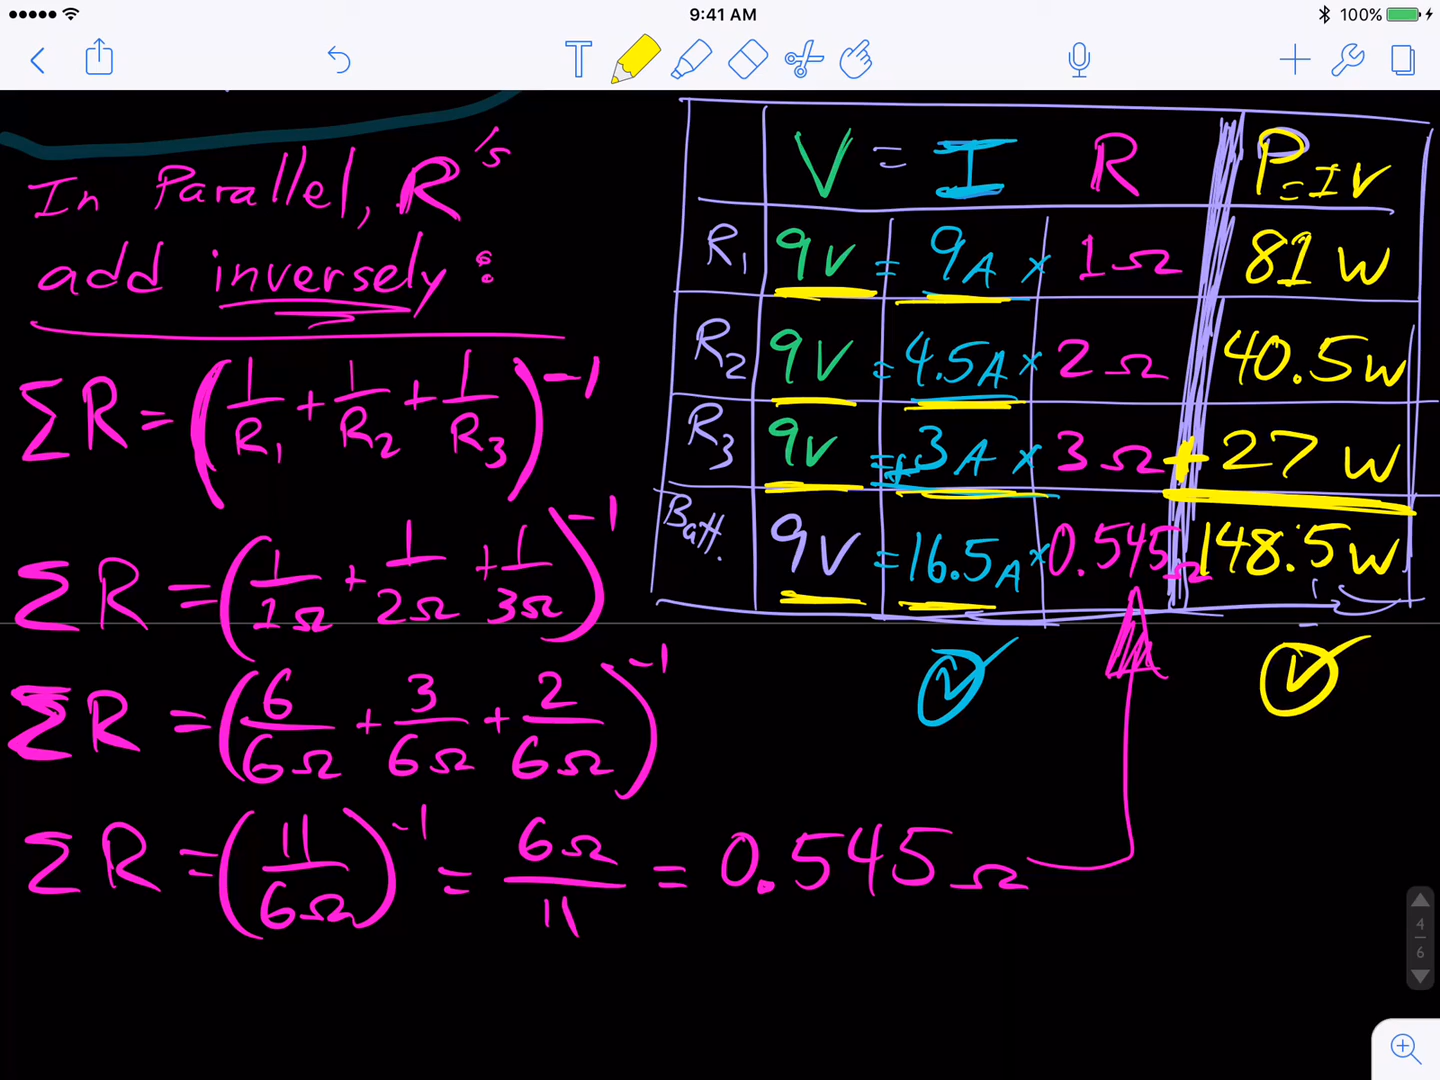 9:41 AM
100%
T
In Parallel, R's
add inversely:
ΣR = (1/R₁ + 1/R₂ + 1/R₃)⁻¹
ΣR = (1/1Ω + 1/2Ω + 1/3Ω)⁻¹
ΣR = (6/6Ω + 3/6Ω + 2/6Ω)⁻¹
ΣR = (11/6Ω)⁻¹ = 6Ω/11 = 0.545Ω
V = I R P=IV
R₁ 9V = 9A × 1Ω 81 W
R₂ 9V = 4.5A × 2Ω 40.5W
R₃ 9V = +3A × 3Ω + 27 W
Batt. 9V = 16.5A × 0.545Ω 148.5W
4
6